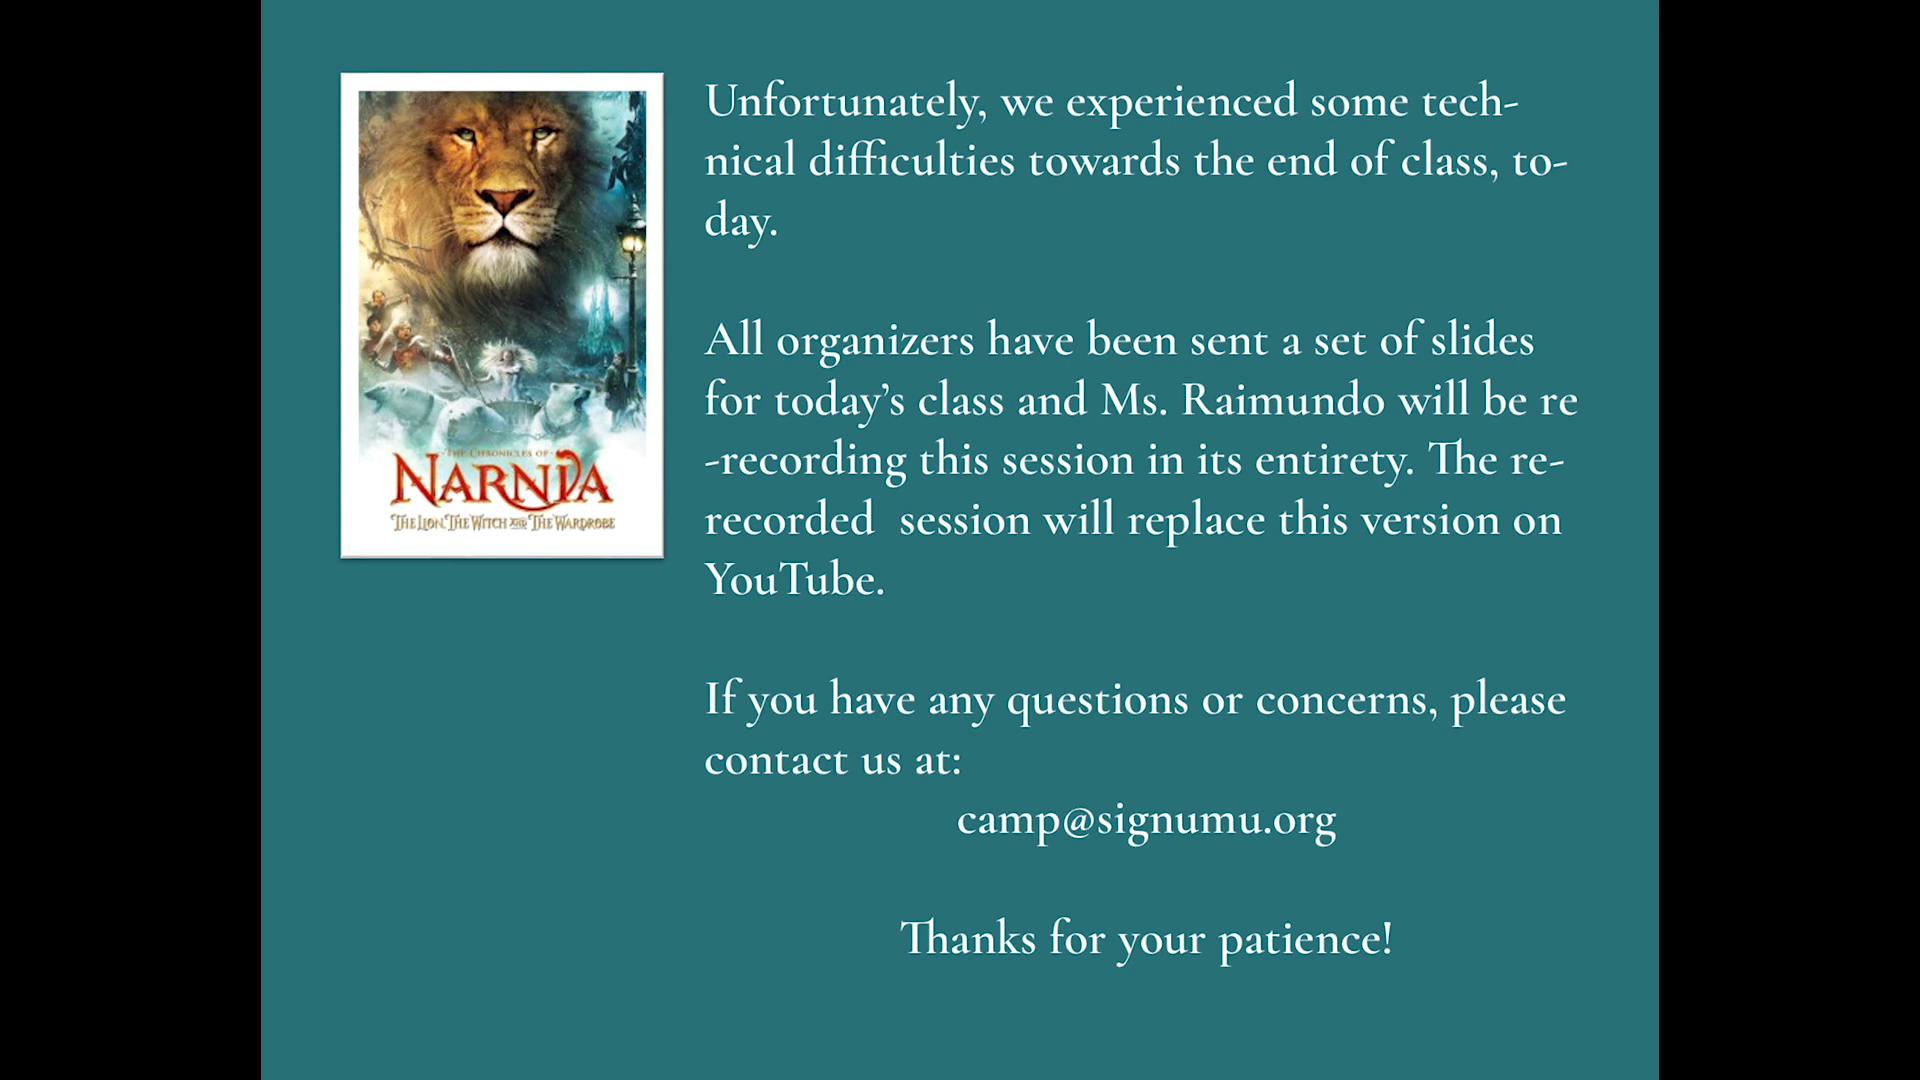 THE CHRONICLES OF
NARNIA
THE LION, THE WITCH AND THE WARDROBE
Unfortunately, we experienced some tech-
nical difficulties towards the end of class, to-
day.
All organizers have been sent a set of slides
for today’s class and Ms. Raimundo will be re
-recording this session in its entirety. The re-
recorded  session will replace this version on
YouTube.
If you have any questions or concerns, please
contact us at:
camp@signumu.org
Thanks for your patience!